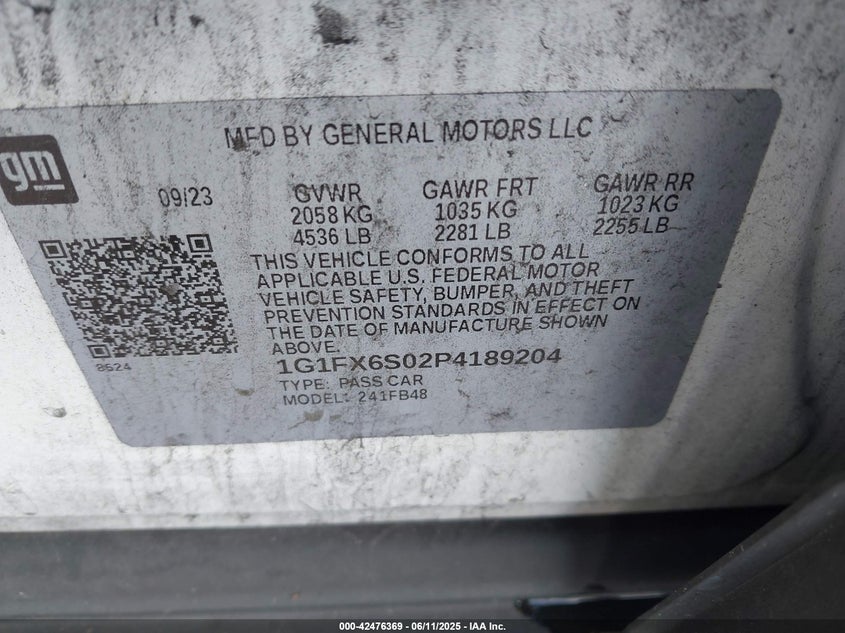 MFD BY GENERAL MOTORS LLC
gm
09/23
GVWR GAWR FRT GAWR RR
2058 KG 1035 KG 1023 KG
4536 LB 2281 LB 2255 LB
THIS VEHICLE CONFORMS TO ALL
APPLICABLE U.S. FEDERAL MOTOR
VEHICLE SAFETY, BUMPER, AND THEFT
PREVENTION STANDARDS IN EFFECT ON
THE DATE OF MANUFACTURE SHOWN
ABOVE.
8624
1G1FX6S02P4189204
TYPE: PASS CAR
MODEL: 241FB48
000-42476369 - 06/11/2025 - IAA Inc.